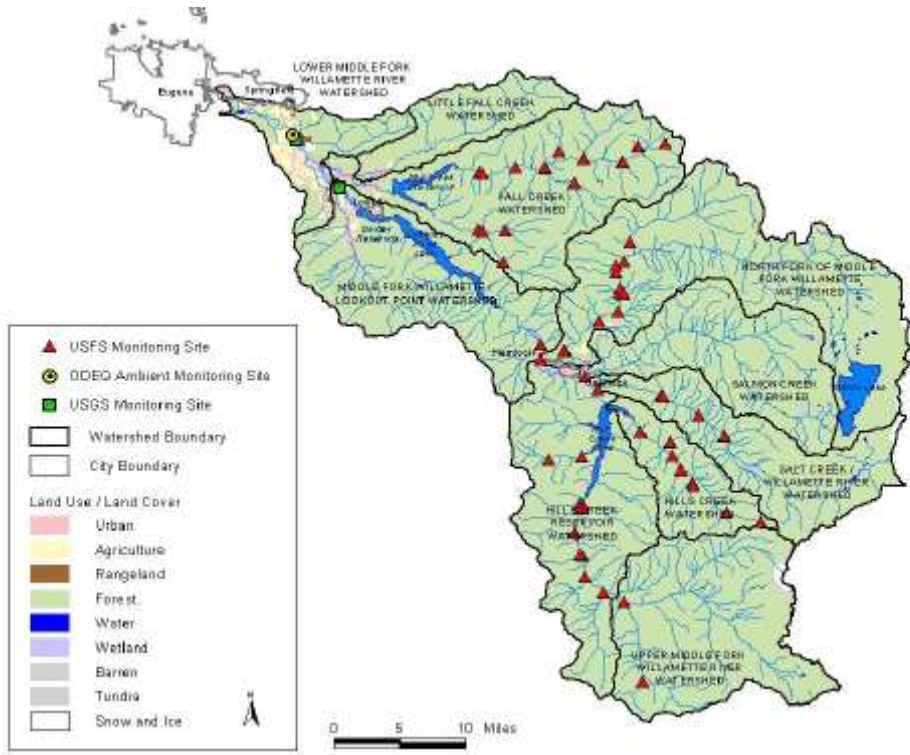 Eugene
Springfield
LOWER MIDDLE FORK
WILLAMETTE RIVER
WATERSHED
LITTLE FALL CREEK
WATERSHED
FALL CREEK
WATERSHED
MIDDLE FORK WILLAMETTE /
LOOKOUT POINT WATERSHED
NORTH FORK OF MIDDLE
FORK WILLAMETTE
WATERSHED
SALMON CREEK
WATERSHED
SALT CREEK /
WILLAMETTE RIVER
WATERSHED
HILLS CREEK
WATERSHED
HILLS CREEK
RESERVOIR
WATERSHED
UPPER MIDDLE FORK
WILLAMETTE RIVER
WATERSHED
USFS Monitoring Site
ODEQ Ambient Monitoring Site
USGS Monitoring Site
Watershed Boundary
City Boundary
Land Use / Land Cover
Urban
Agriculture
Rangeland
Forest
Water
Wetland
Barren
Tundra
Snow and Ice
N
0 5 10 Miles